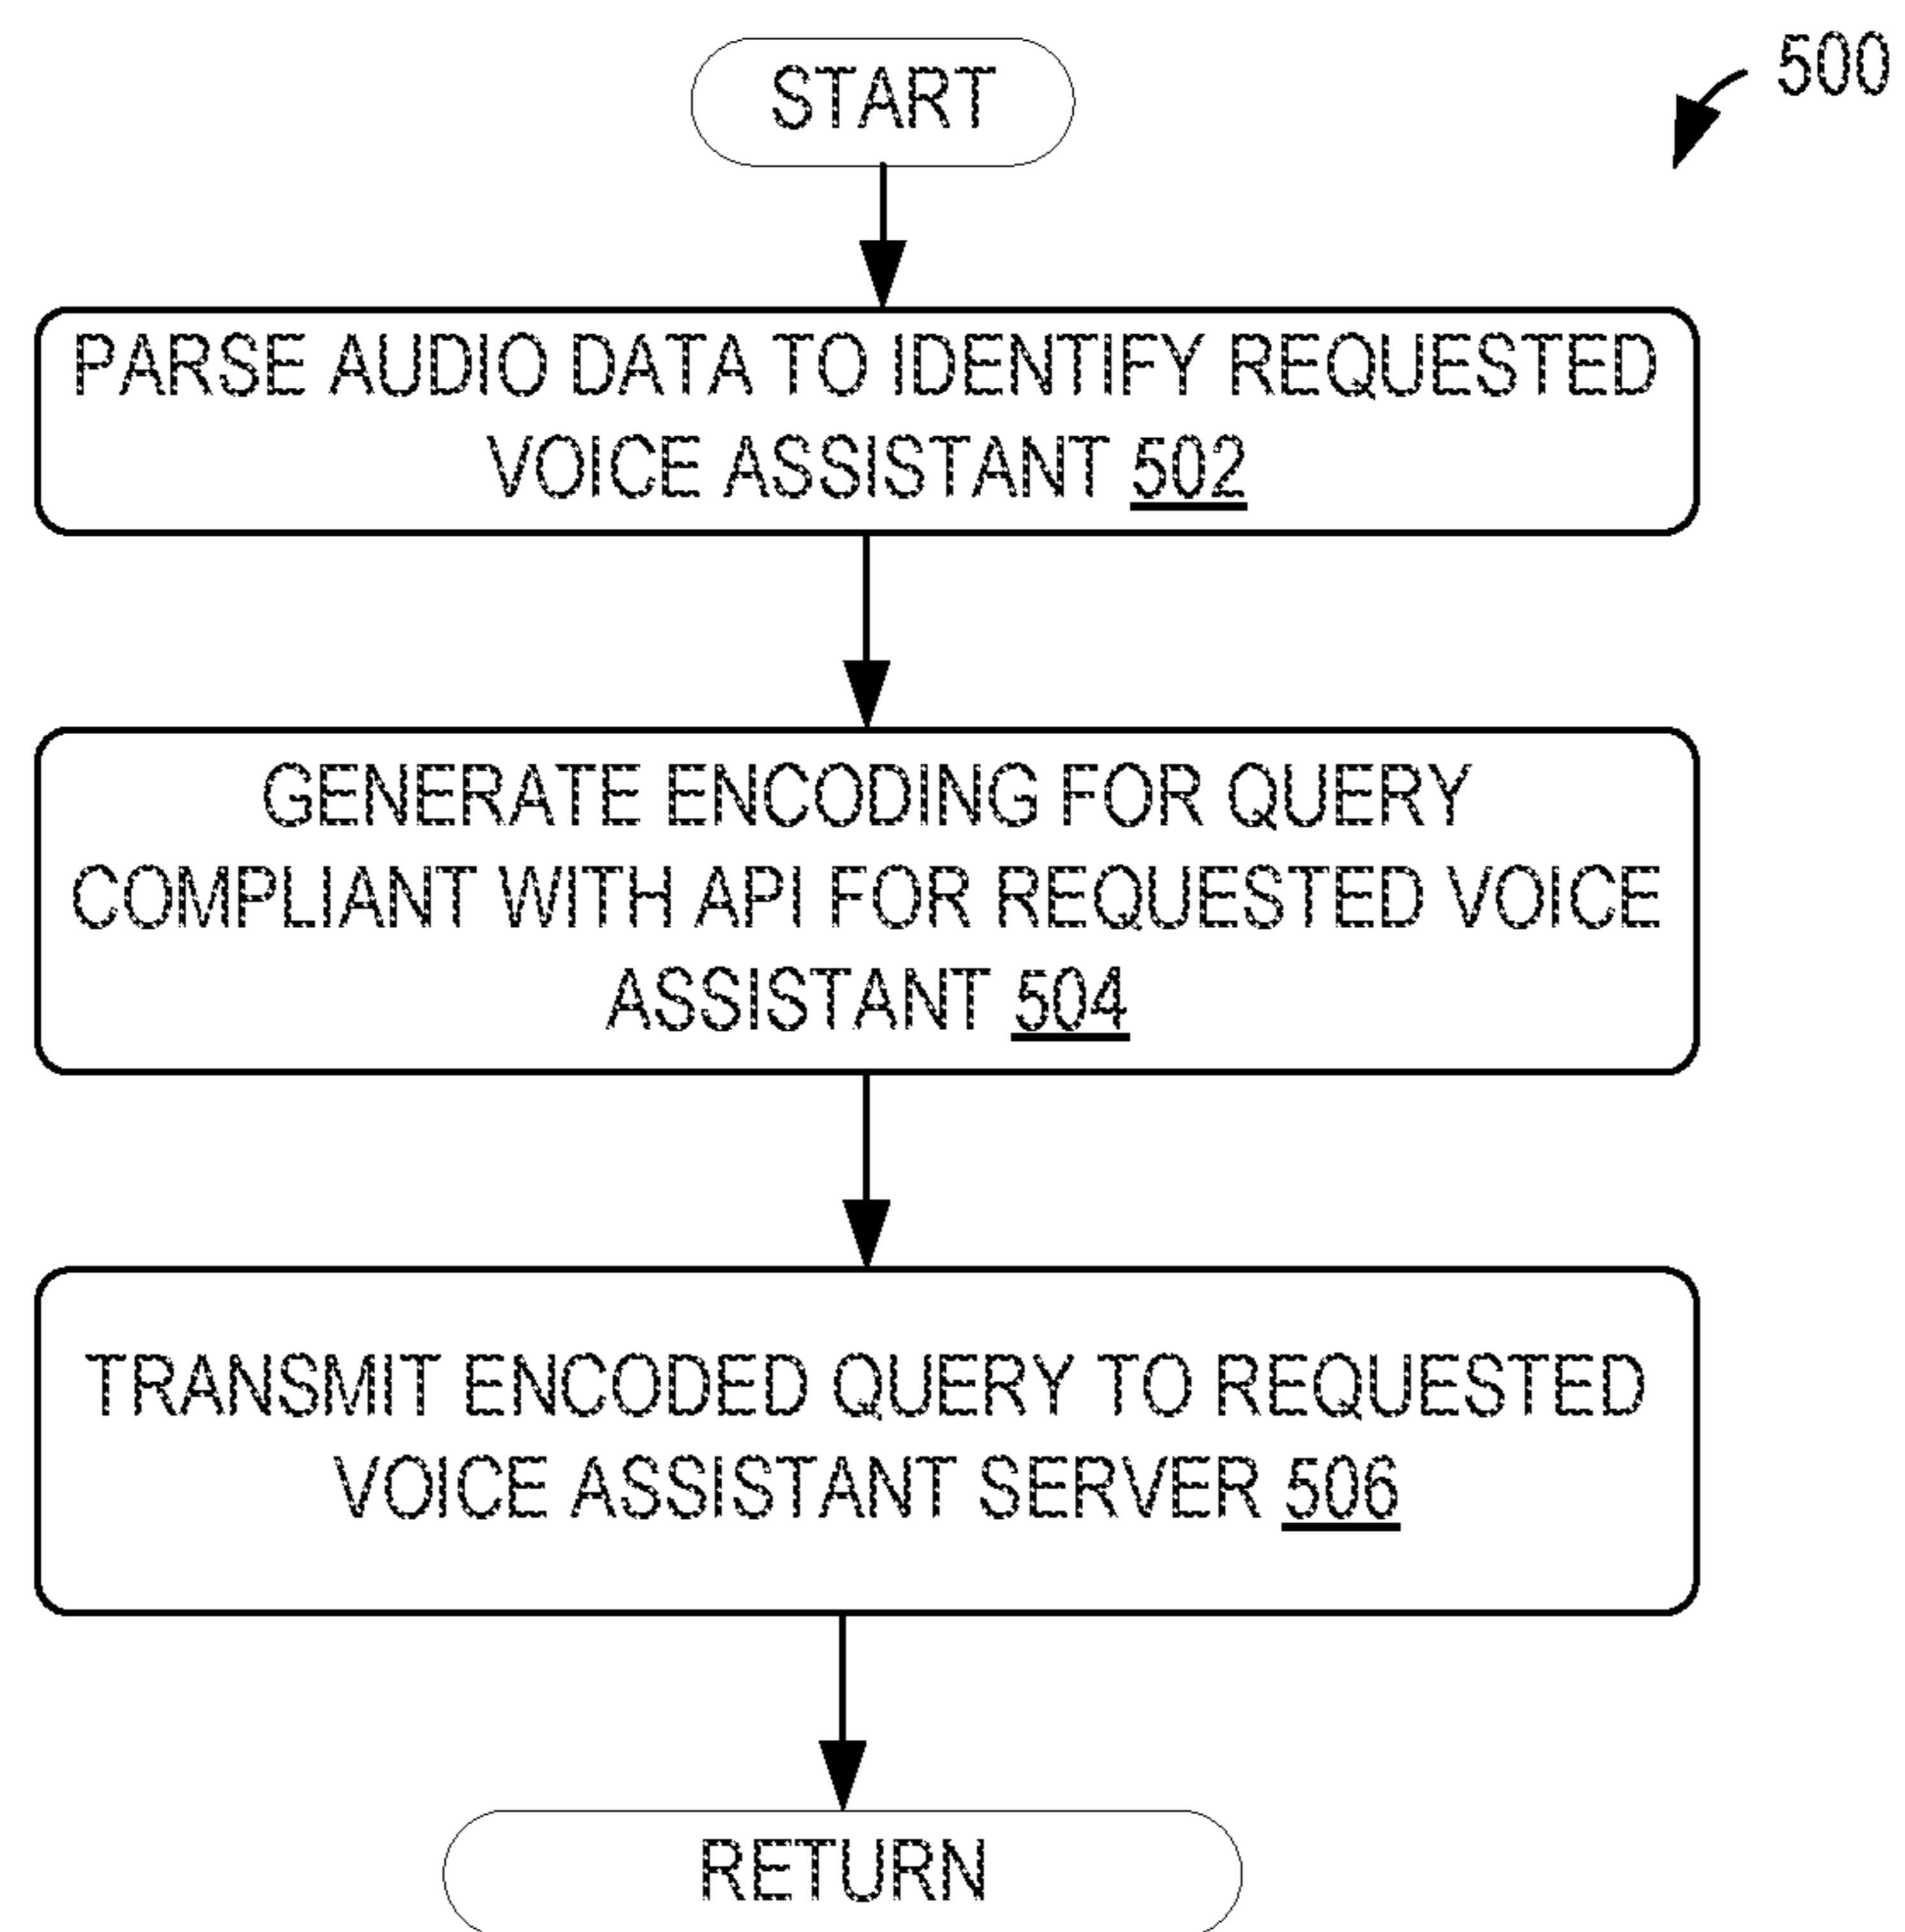 START
500
PARSE AUDIO DATA TO IDENTIFY REQUESTED
VOICE ASSISTANT 502
GENERATE ENCODING FOR QUERY
COMPLIANT WITH API FOR REQUESTED VOICE
ASSISTANT 504
TRANSMIT ENCODED QUERY TO REQUESTED
VOICE ASSISTANT SERVER 506
RETURN